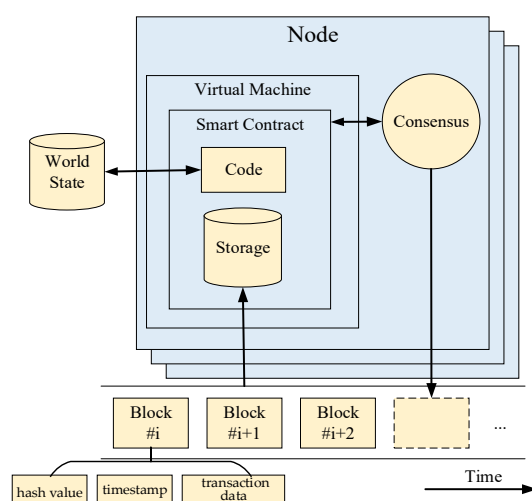 Node
Virtual Machine
Smart Contract
Consensus
World
State
Code
Storage
Block
#i
Block
#i+1
Block
#i+2
...
Time
hash value
timestamp
transaction
data